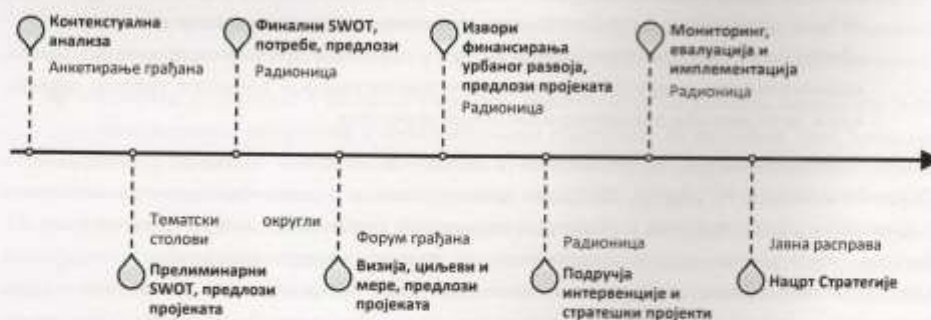 Контекстуална
анализа
Анкетирање грађана
Финални SWOT,
потребе, предлози
Радионица
Извори
финансирања
урбаног развоја,
предлози пројеката
Радионица
Мониторинг,
евалуација и
имплементација
Радионица
Тематски округли
столови
Прелиминарни
SWOT, предлози
пројеката
Форум грађана
Визија, циљеви и
мере, предлози
пројеката
Радионица
Подручја
интервенције и
стратешки пројекти
Јавна расправа
Нацрт Стратегије